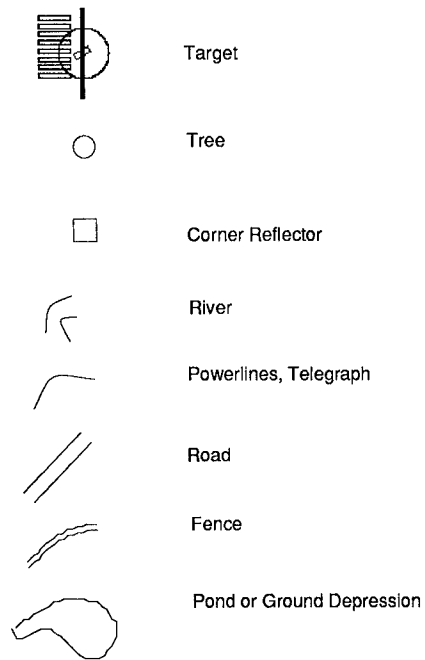 Target
Tree
Corner Reflector
River
Powerlines, Telegraph
Road
Fence
Pond or Ground Depression